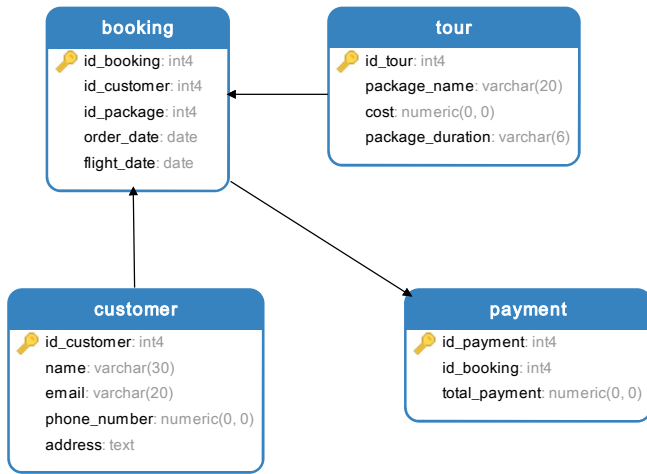 booking
id_booking: int4
id_customer: int4
id_package: int4
order_date: date
flight_date: date
tour
id_tour: int4
package_name: varchar(20)
cost: numeric(0, 0)
package_duration: varchar(6)
customer
id_customer: int4
name: varchar(30)
email: varchar(20)
phone_number: numeric(0, 0)
address: text
payment
id_payment: int4
id_booking: int4
total_payment: numeric(0, 0)